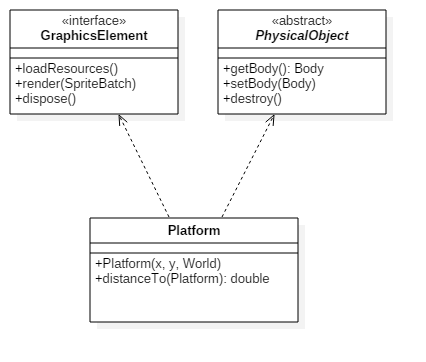 «interface»
GraphicsElement
+loadResources()
+render(SpriteBatch)
+dispose()
«abstract»
PhysicalObject
+getBody(): Body
+setBody(Body)
+destroy()
Platform
+Platform(x, y, World)
+distanceTo(Platform): double